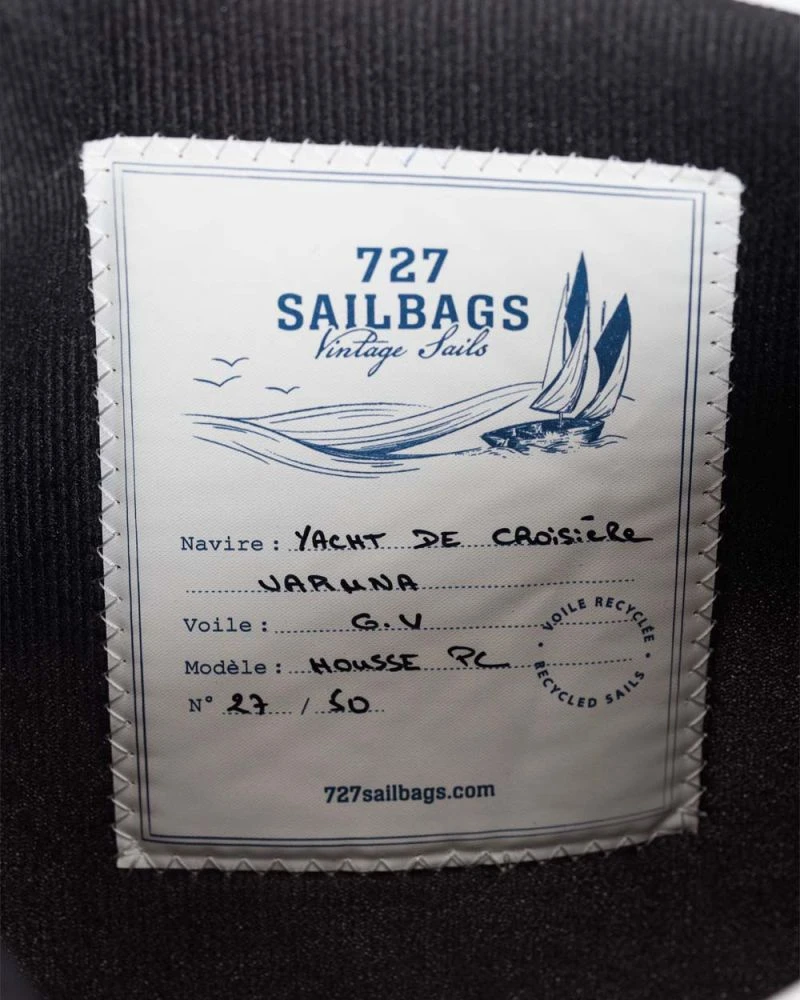 727
SAILBAGS
Vintage Sails
Navire : YACHT DE CROISIÈRE
VARUNA
Voile : G.V
Modèle : HOUSSE PC
N° 27 / 50
• VOILE RECYCLÉE •
RECYCLED SAILS
727sailbags.com